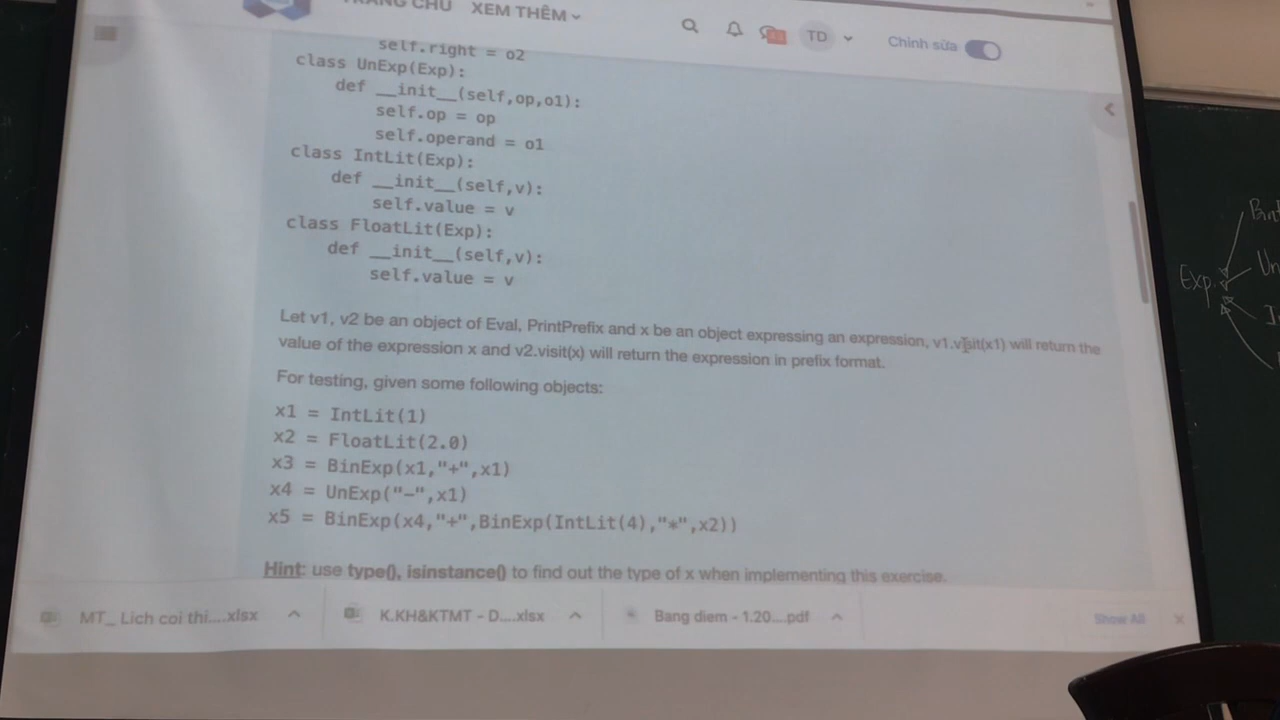 TRANG CHỦ XEM THÊM
TD
Chỉnh sửa
self.right = o2
class UnExp(Exp):
def __init__(self,op,o1):
self.op = op
self.operand = o1
class IntLit(Exp):
def __init__(self,v):
self.value = v
class FloatLit(Exp):
def __init__(self,v):
self.value = v
Let v1, v2 be an object of Eval, PrintPrefix and x be an object expressing an expression, v1.visit(x1) will return the
value of the expression x and v2.visit(x) will return the expression in prefix format.
For testing, given some following objects:
x1 = IntLit(1)
x2 = FloatLit(2.0)
x3 = BinExp(x1,"+",x1)
x4 = UnExp("-",x1)
x5 = BinExp(x4,"+",BinExp(IntLit(4),"*",x2))
Hint: use type(), isinstance() to find out the type of x when implementing this exercise.
MT_ Lich coi thi....xlsx
K.KH&KTMT - D....xlsx
Bang diem - 1.20....pdf
Show All
Exp
Un